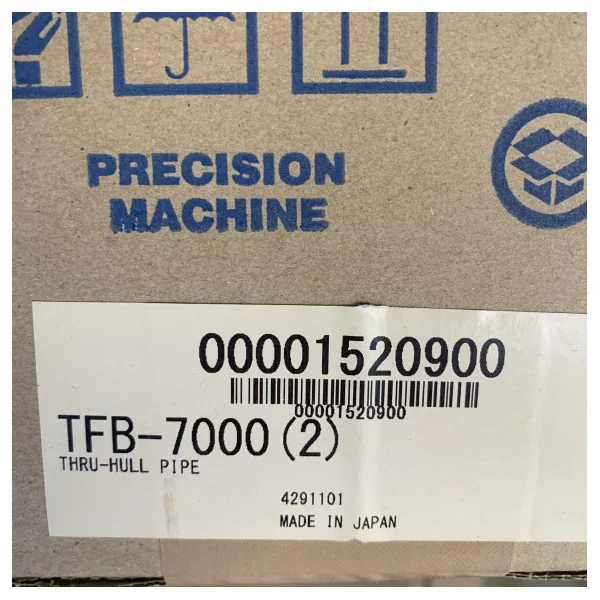 PRECISION
MACHINE
00001520900
00001520900
TFB-7000(2)
THRU-HULL PIPE
4291101
MADE IN JAPAN